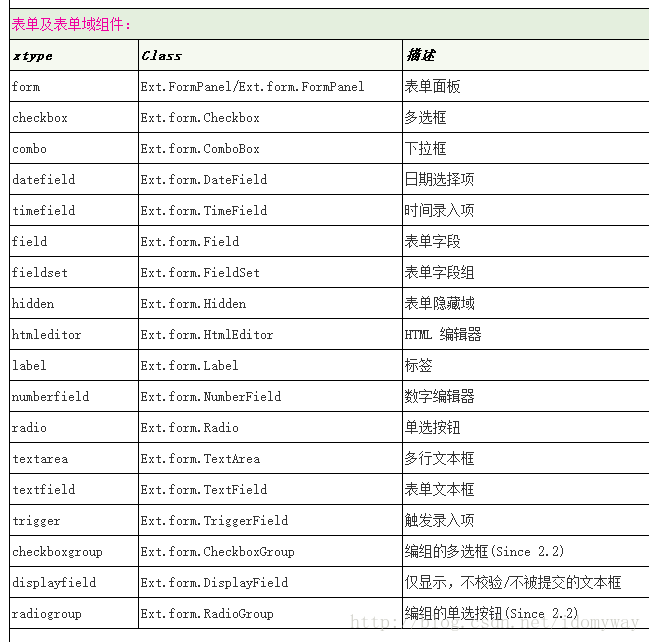 表单及表单域组件：
xtype Class 描述
form Ext.FormPanel/Ext.form.FormPanel 表单面板
checkbox Ext.form.Checkbox 多选框
combo Ext.form.ComboBox 下拉框
datefield Ext.form.DateField 日期选择项
timefield Ext.form.TimeField 时间录入项
field Ext.form.Field 表单字段
fieldset Ext.form.FieldSet 表单字段组
hidden Ext.form.Hidden 表单隐藏域
htmleditor Ext.form.HtmlEditor HTML 编辑器
label Ext.form.Label 标签
numberfield Ext.form.NumberField 数字编辑器
radio Ext.form.Radio 单选按钮
textarea Ext.form.TextArea 多行文本框
textfield Ext.form.TextField 表单文本框
trigger Ext.form.TriggerField 触发录入项
checkboxgroup Ext.form.CheckboxGroup 编组的多选框(Since 2.2)
displayfield Ext.form.DisplayField 仅显示，不校验/不被提交的文本框
radiogroup Ext.form.RadioGroup 编组的单选按钮(Since 2.2)
http://blog.csdn.net/idomyway